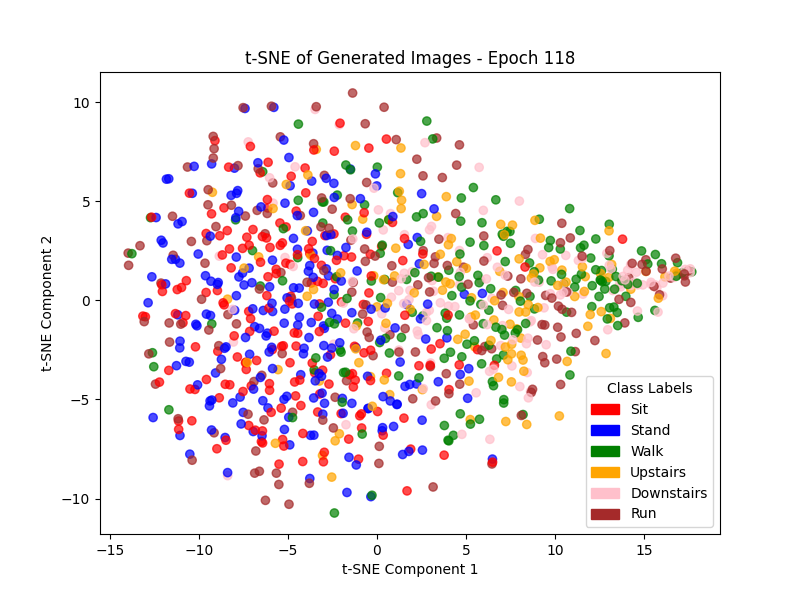 t-SNE of Generated Images - Epoch 118
10
5
0
−5
−10
t-SNE Component 2
−15
−10
−5
0
5
10
15
t-SNE Component 1
Class Labels
Sit
Stand
Walk
Upstairs
Downstairs
Run